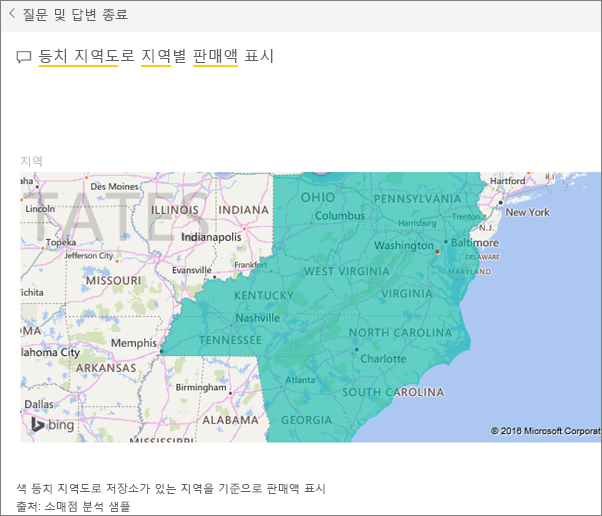 질문 및 답변 종료
등치 지역도로 지역별 판매액 표시
지역
TATES
Des Moines
Lincoln
ILLINOIS
INDIANA
OHIO
PENNSYLVANIA
Hartford
R.I.
New York
Columbus
Harrisburg
Trenton
N.J.
Topeka
Indianapolis
Washington
Baltimore
Jefferson City
DELAWARE
MARYLAND
MISSOURI
Evansville
Frankfort
WEST VIRGINIA
KENTUCKY
VIRGINIA
Nashville
TENNESSEE
NORTH CAROLINA
Memphis
Charlotte
ARKANSAS
Atlanta
Birmingham
SOUTH CAROLINA
Dallas
ALABAMA
GEORGIA
bing
MISSISSIPPI
© 2016 Microsoft Corporat
색 등치 지역도로 저장소가 있는 지역을 기준으로 판매액 표시
출처: 소매점 분석 샘플